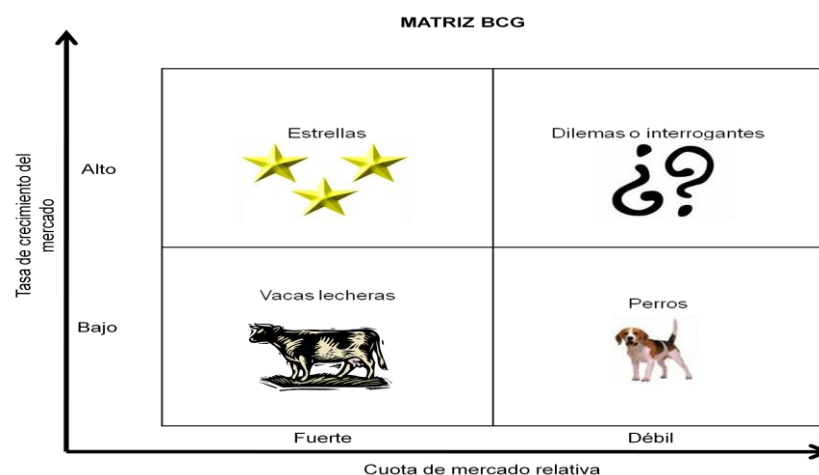 MATRIZ BCG
Tasa de crecimiento del
mercado
Alto
Estrellas
Dilemas o interrogantes
¿?
Bajo
Vacas lecheras
Perros
Fuerte
Débil
Cuota de mercado relativa